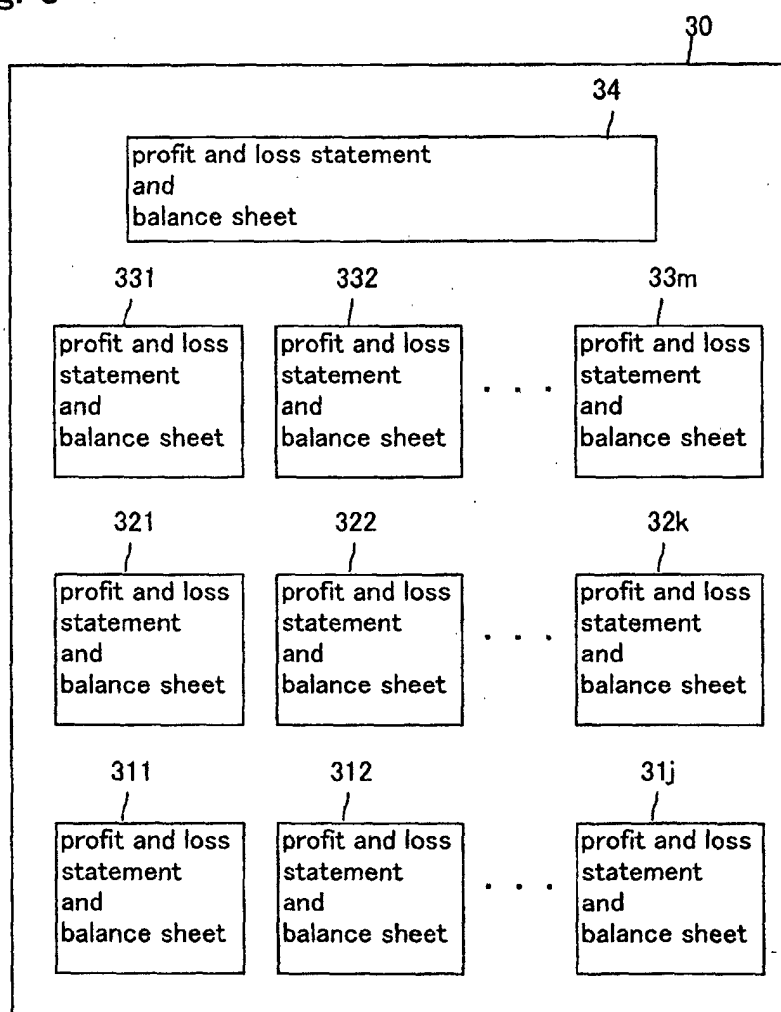 30
34
profit and loss statement
and
balance sheet
331 332 33m
profit and loss
statement
and
balance sheet
profit and loss
statement
and
balance sheet
. . .
profit and loss
statement
and
balance sheet
321 322 32k
profit and loss
statement
and
balance sheet
profit and loss
statement
and
balance sheet
. . .
profit and loss
statement
and
balance sheet
311 312 31j
profit and loss
statement
and
balance sheet
profit and loss
statement
and
balance sheet
. . .
profit and loss
statement
and
balance sheet